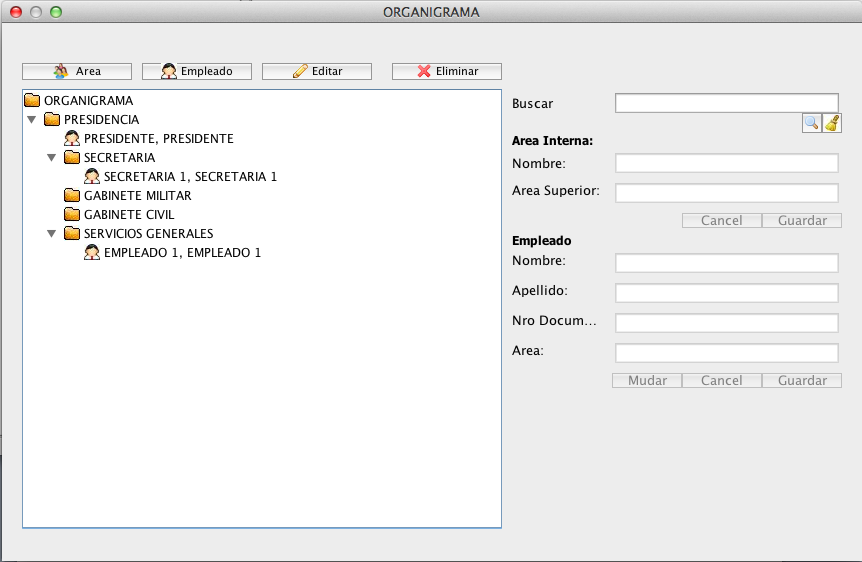 ORGANIGRAMA
Area
Empleado
Editar
Eliminar
ORGANIGRAMA
PRESIDENCIA
PRESIDENTE, PRESIDENTE
SECRETARIA
SECRETARIA 1, SECRETARIA 1
GABINETE MILITAR
GABINETE CIVIL
SERVICIOS GENERALES
EMPLEADO 1, EMPLEADO 1
Buscar
Area Interna:
Nombre:
Area Superior:
Cancel
Guardar
Empleado
Nombre:
Apellido:
Nro Docum...
Area:
Mudar
Cancel
Guardar